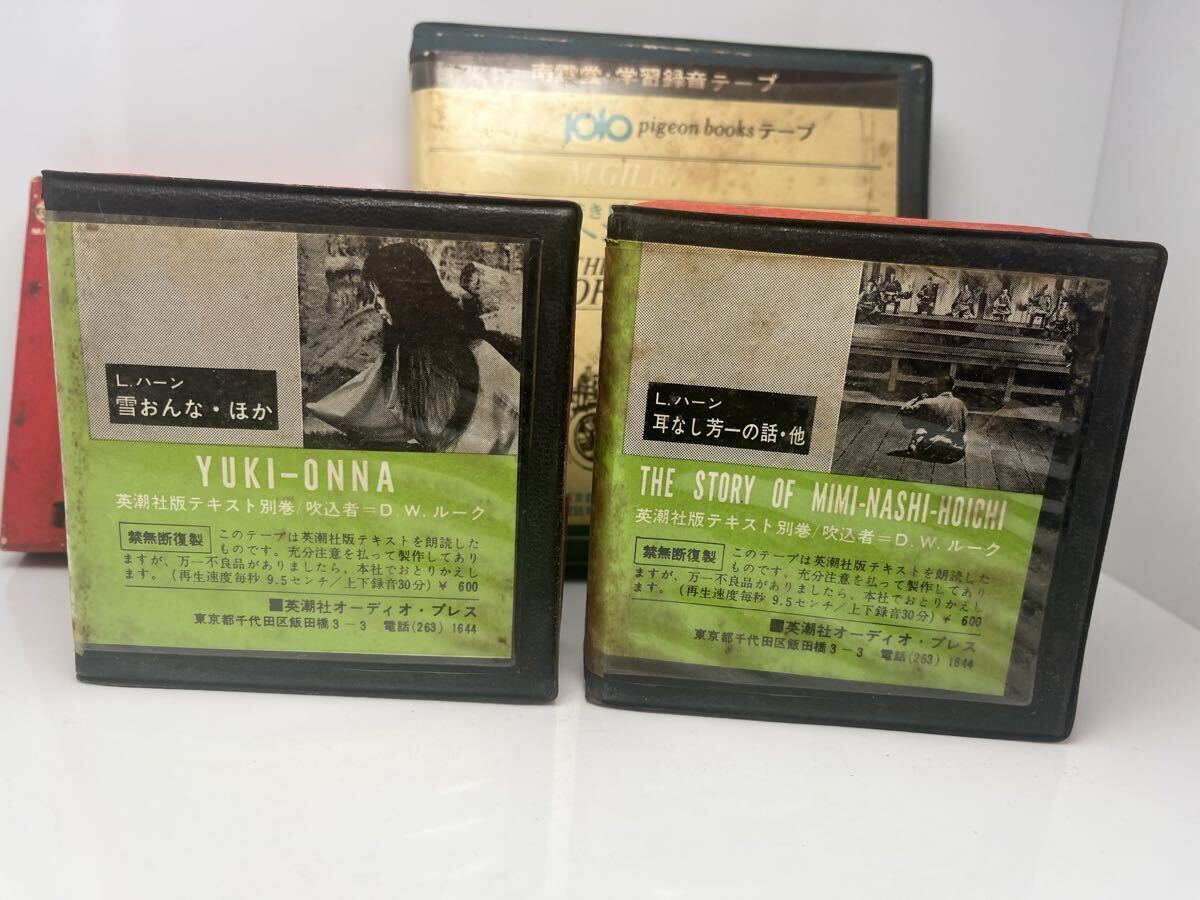 南雲堂・学習録音テープ
pigeon books テープ
M.GIL
L.ハーン
雪おんな・ほか
YUKI-ONNA
英潮社版テキスト別巻/吹込者=D.W.ルーク
禁無断復製 このテープは英潮社版テキストを朗読した
ものです。充分注意を払って製作してあり
ますが、万一不良品がありましたら、本社でおとりかえし
ます。(再生速度毎秒 9.5センチ/上下録音30分) ¥ 600
英潮社オーディオ・プレス
東京都千代田区飯田橋3-3 電話(263) 1644
L.ハーン
耳なし芳一の話・他
THE STORY OF MIMI-NASHI-HOICHI
英潮社版テキスト別巻/吹込者=D.W.ルーク
禁無断復製 このテープは英潮社版テキストを朗読した
ものです。充分注意を払って製作してあり
ますが、万一不良品がありましたら、本社でおとりかえし
ます。(再生速度毎秒 9.5センチ/上下録音30分) ¥ 600
英潮社オーディオ・プレス
東京都千代田区飯田橋3-3 電話(263) 1644